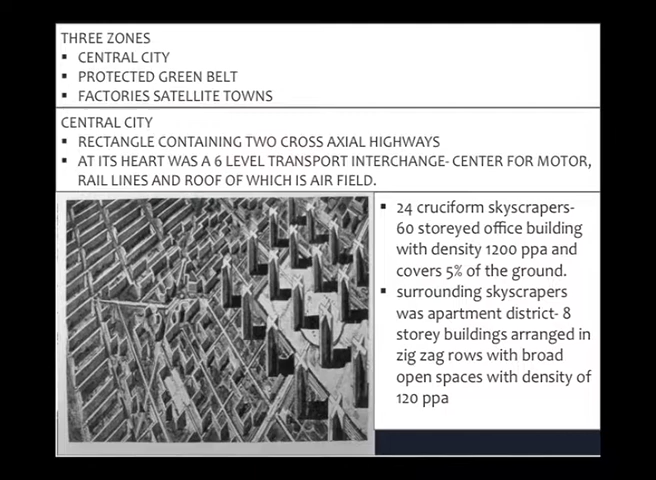 THREE ZONES
▪ CENTRAL CITY
▪ PROTECTED GREEN BELT
▪ FACTORIES SATELLITE TOWNS
CENTRAL CITY
▪ RECTANGLE CONTAINING TWO CROSS AXIAL HIGHWAYS
▪ AT ITS HEART WAS A 6 LEVEL TRANSPORT INTERCHANGE- CENTER FOR MOTOR,
RAIL LINES AND ROOF OF WHICH IS AIR FIELD.
▪ 24 cruciform skyscrapers-
60 storeyed office building
with density 1200 ppa and
covers 5% of the ground.
▪ surrounding skyscrapers
was apartment district- 8
storey buildings arranged in
zig zag rows with broad
open spaces with density of
120 ppa